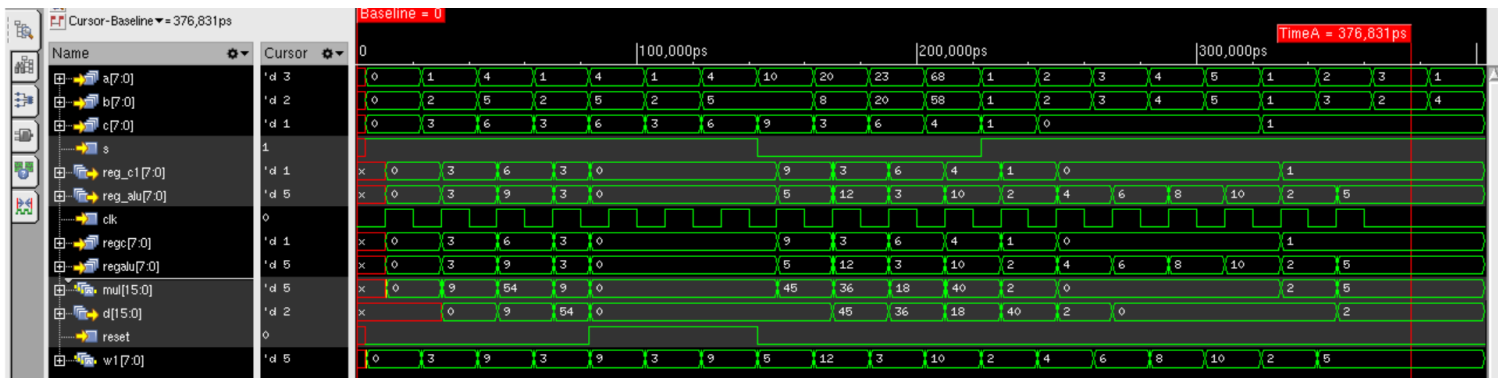 Cursor-Baseline▼= 376,831ps
Baseline = 0
TimeA = 376,831ps
Name Cursor 0 100,000ps 200,000ps 300,000ps
a[7:0] 'd 3 0 1 4 1 4 1 4 10 20 23 68 1 2 3 4 5 1 2 3 1
b[7:0] 'd 2 0 2 5 2 5 2 5 8 20 58 1 2 3 4 5 1 3 2 4
c[7:0] 'd 1 0 3 6 3 6 3 6 9 3 6 4 1 0 1
s 1
reg_c1[7:0] 'd 1 x 0 3 6 3 0 9 3 6 4 1 0 1
reg_alu[7:0] 'd 5 x 0 3 9 3 0 5 12 3 10 2 4 6 8 10 2 5
clk 0
regc[7:0] 'd 1 x 0 3 6 3 0 9 3 6 4 1 0 1
regalu[7:0] 'd 5 x 0 3 9 3 0 5 12 3 10 2 4 6 8 10 2 5
mul[15:0] 'd 5 x 0 9 54 9 0 45 36 18 40 2 0 2 5
d[15:0] 'd 2 x 0 9 54 0 45 36 18 40 2 0 2
reset 0
w1[7:0] 'd 5 0 3 9 3 9 3 9 5 12 3 10 2 4 6 8 10 2 5